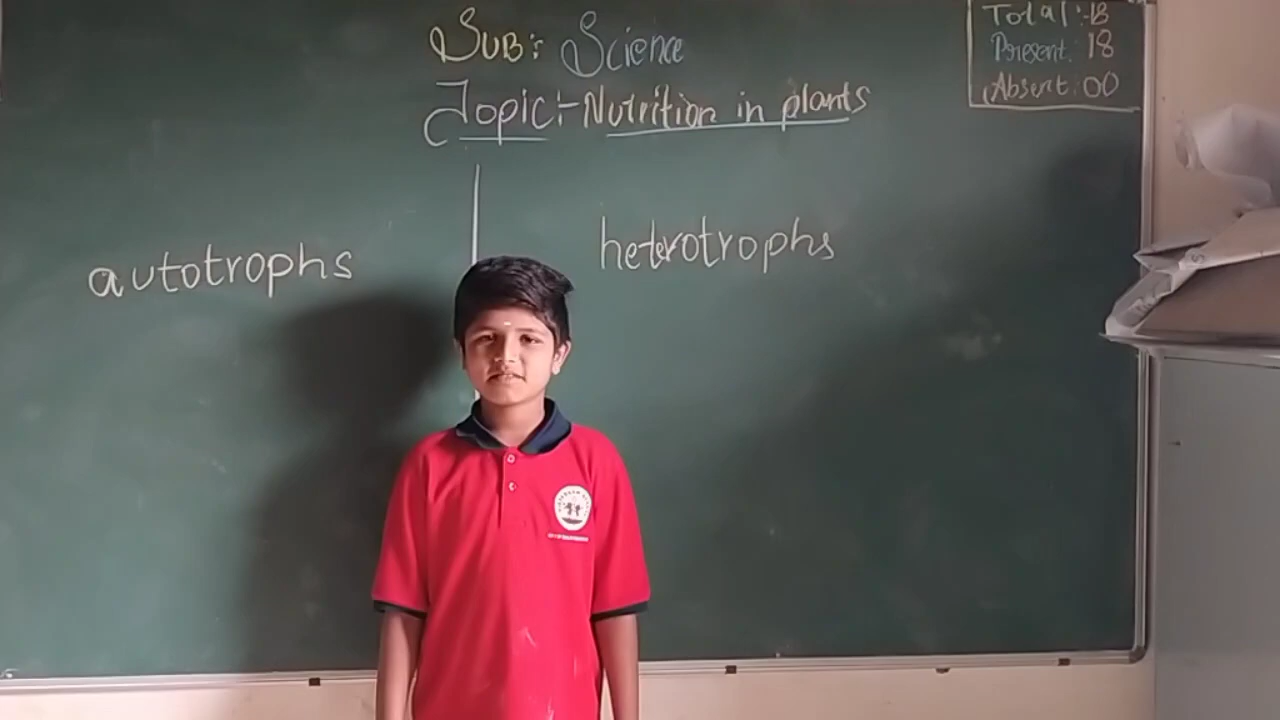 Sub: Science
Topic:- Nutrition in plants
Total:-18
Present: 18
Absent: 00
autotrophs
heterotrophs